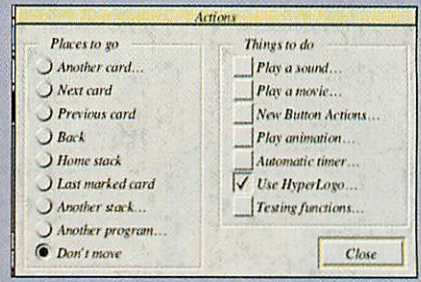 Actions
Places to go
Another card...
Next card
Previous card
Back
Home stack
Last marked card
Another stack...
Another program...
Don't move
Things to do
Play a sound...
Play a movie...
New Button Actions...
Play animation...
Automatic timer...
Use HyperLogo...
Testing functions...
Close